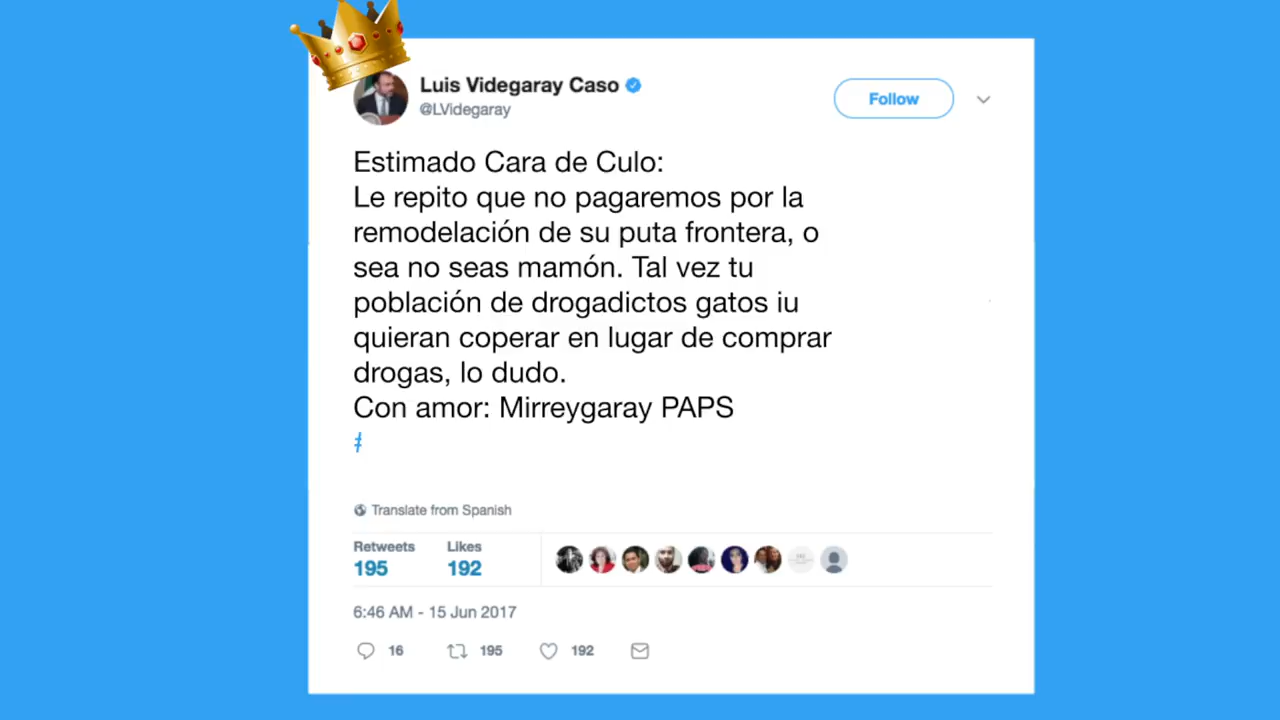 Luis Videgaray Caso
@LVidegaray
Follow
Estimado Cara de Culo:
Le repito que no pagaremos por la
remodelación de su puta frontera, o
sea no seas mamón. Tal vez tu
población de drogadictos gatos iu
quieran coperar en lugar de comprar
drogas, lo dudo.
Con amor: Mirreygaray PAPS
#
Translate from Spanish
Retweets Likes
195 192
6:46 AM - 15 Jun 2017
16 195 192